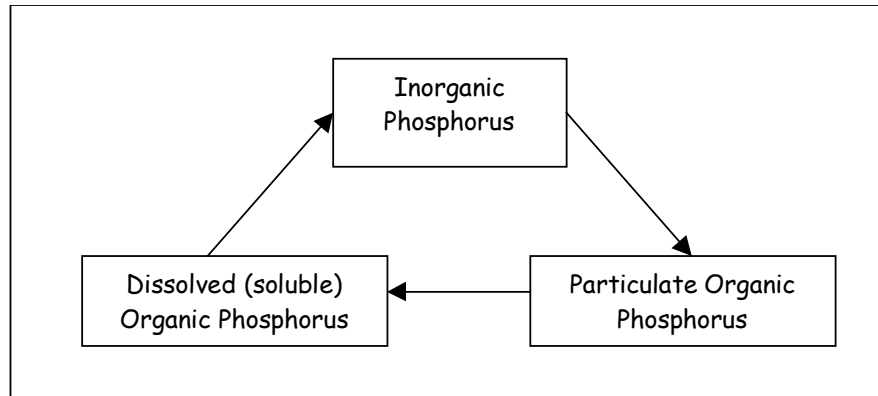 Inorganic
Phosphorus
Dissolved (soluble)
Organic Phosphorus
Particulate Organic
Phosphorus